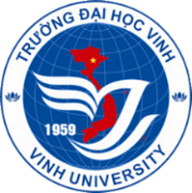 TRƯỜNG ĐẠI HỌC VINH
1959
VINH UNIVERSITY